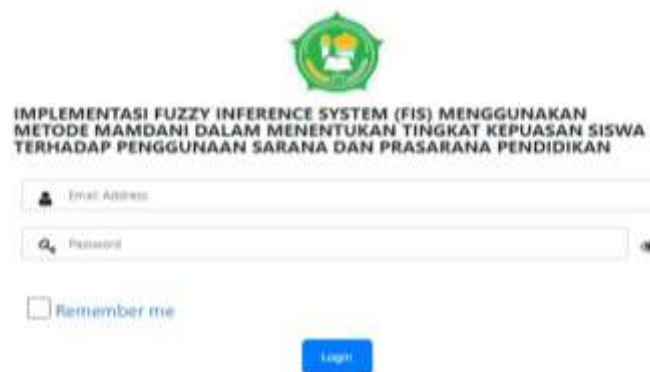 IMPLEMENTASI FUZZY INFERENCE SYSTEM (FIS) MENGGUNAKAN
METODE MAMDANI DALAM MENENTUKAN TINGKAT KEPUASAN SISWA
TERHADAP PENGGUNAAN SARANA DAN PRASARANA PENDIDIKAN
Email Address
Password
Remember me
Login